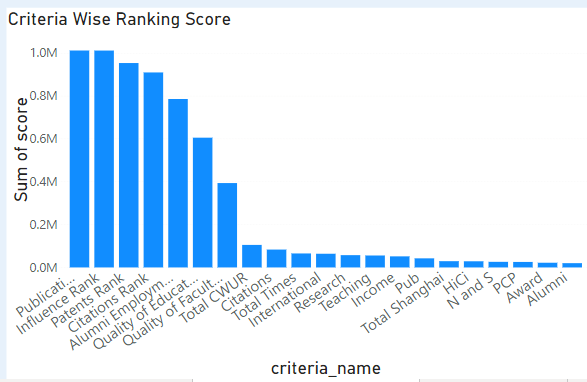 Criteria Wise Ranking Score
1.0M
0.8M
0.6M
0.4M
0.2M
0.0M
Sum of score
Publicati...
Influence Rank
Patents Rank
Citations Rank
Alumni Employm...
Quality of Educat...
Quality of Facult...
Total CWUR
Citations
Total Times
International
Research
Teaching
Income
Pub
Total Shanghai
HiCi
N and S
PCP
Award
Alumni
criteria_name